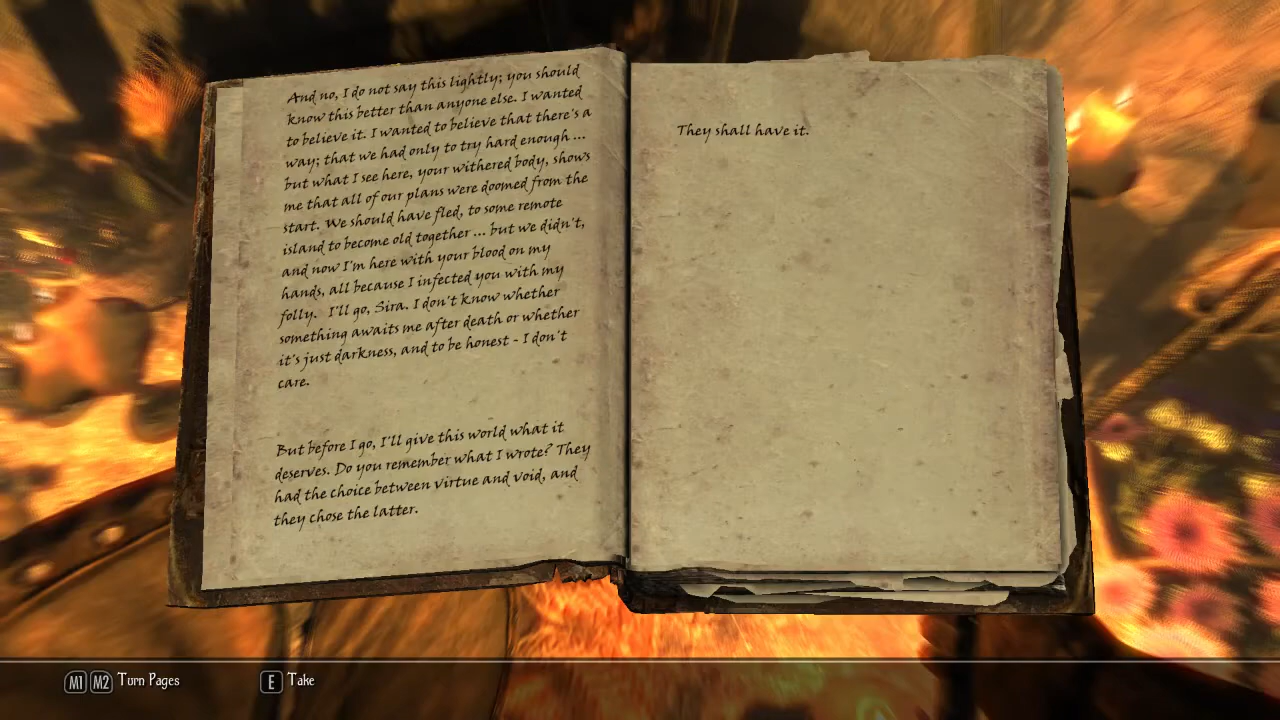 And no, I do not say this lightly; you should
know this better than anyone else. I wanted
to believe it. I wanted to believe that there's a
way; that we had only to try hard enough ...
but what I see here, your withered body, shows
me that all of our plans were doomed from the
start. We should have fled, to some remote
island to become old together ... but we didn't,
and now I'm here with your blood on my
hands, all because I infected you with my
folly. I'll go, Sira. I don't know whether
something awaits me after death or whether
it's just darkness, and to be honest - I don't
care.
But before I go, I'll give this world what it
deserves. Do you remember what I wrote? They
had the choice between virtue and void, and
they chose the latter.
They shall have it.
M1 M2 Turn Pages
E Take